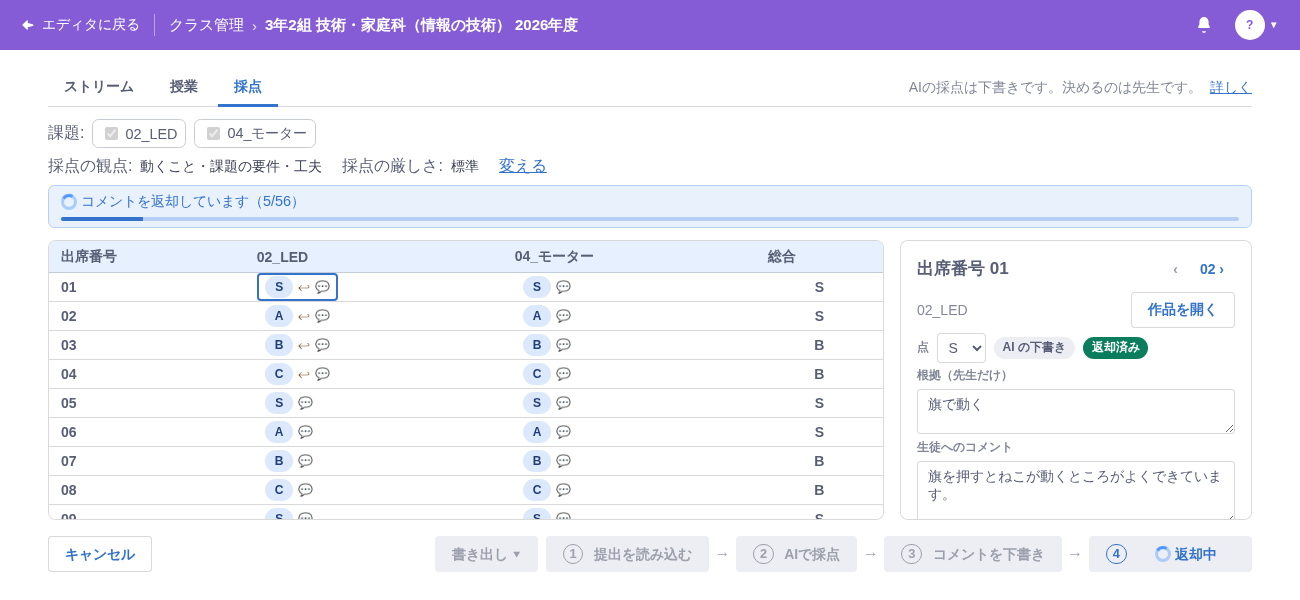 エディタに戻る クラス管理 › 3年2組 技術・家庭科（情報の技術） 2026年度 ? ▾
ストリーム 授業 採点 AIの採点は下書きです。決めるのは先生です。 詳しく
課題: 02_LED 04_モーター
採点の観点: 動くこと・課題の要件・工夫 採点の厳しさ: 標準 変える
コメントを返却しています（5/56）
出席番号 02_LED 04_モーター 総合
01 S ↩ 💬 S 💬 S
02 A ↩ 💬 A 💬 S
03 B ↩ 💬 B 💬 B
04 C ↩ 💬 C 💬 B
05 S 💬 S 💬 S
06 A 💬 A 💬 S
07 B 💬 B 💬 B
08 C 💬 C 💬 B
09 S 💬 S 💬 S
出席番号 01 ‹ 02 ›
02_LED 作品を開く
点 S AI の下書き 返却済み
根拠（先生だけ）
旗で動く
生徒へのコメント
旗を押すとねこが動くところがよくできていま
す。
キャンセル 書き出し ▾ 1 提出を読み込む → 2 AIで採点 → 3 コメントを下書き → 4 返却中